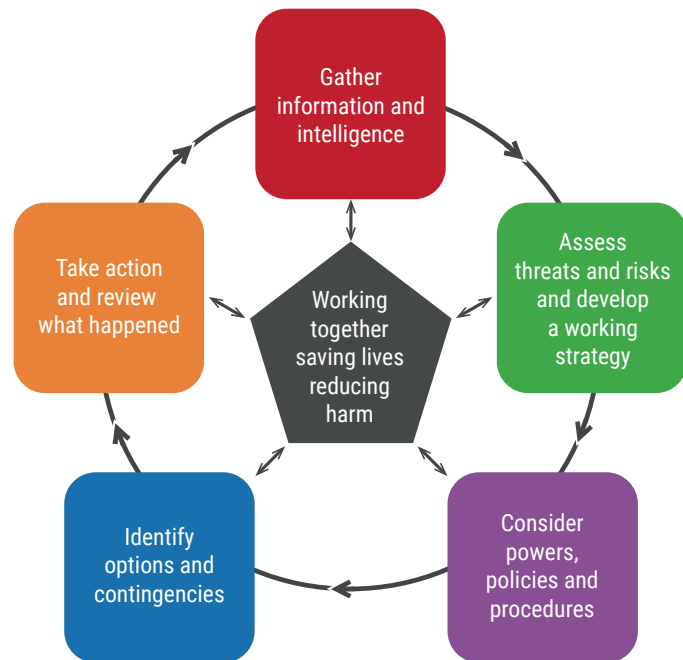 Gather
information and
intelligence
Assess
threats and risks
and develop
a working
strategy
Consider
powers,
policies and
procedures
Identify
options and
contingencies
Take action
and review
what happened
Working
together
saving lives
reducing
harm